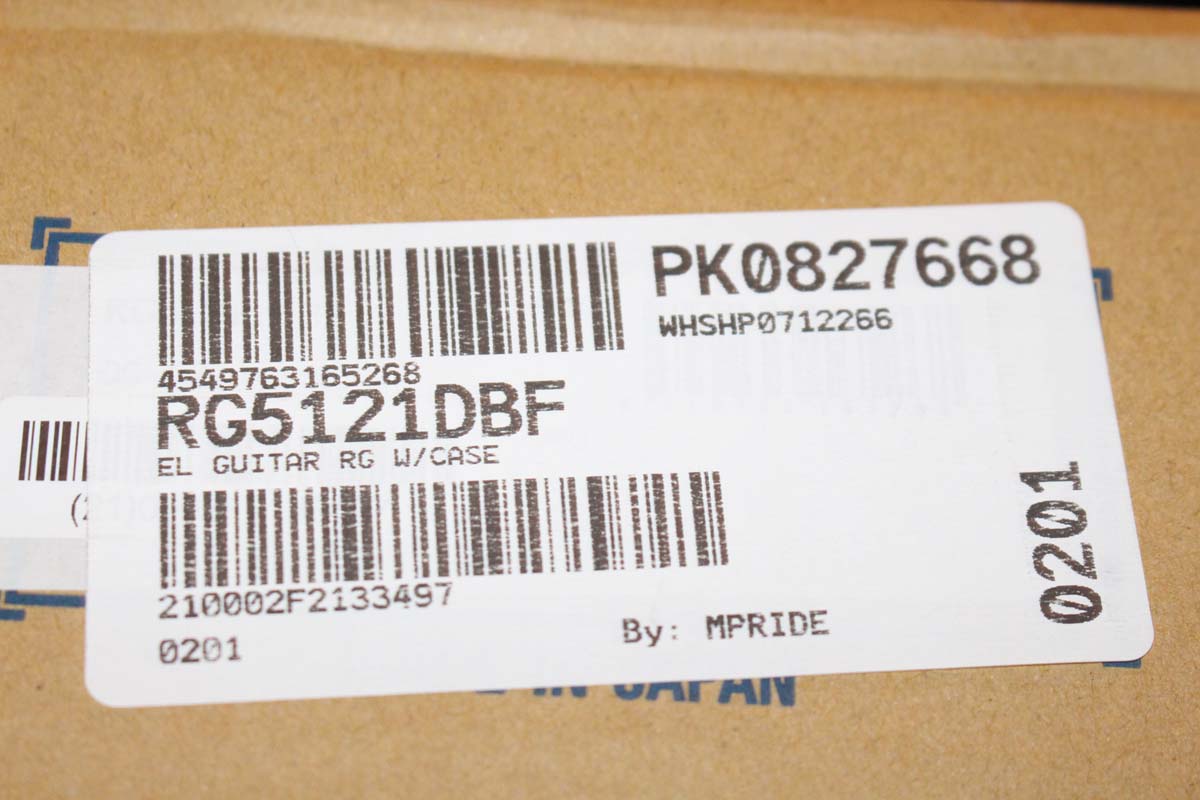 PK0827668
WHSHP0712266
4549763165268
RG5121DBF
EL GUITAR RG W/CASE
210002F2133497
0201
By: MPRIDE
0201
IN JAPAN